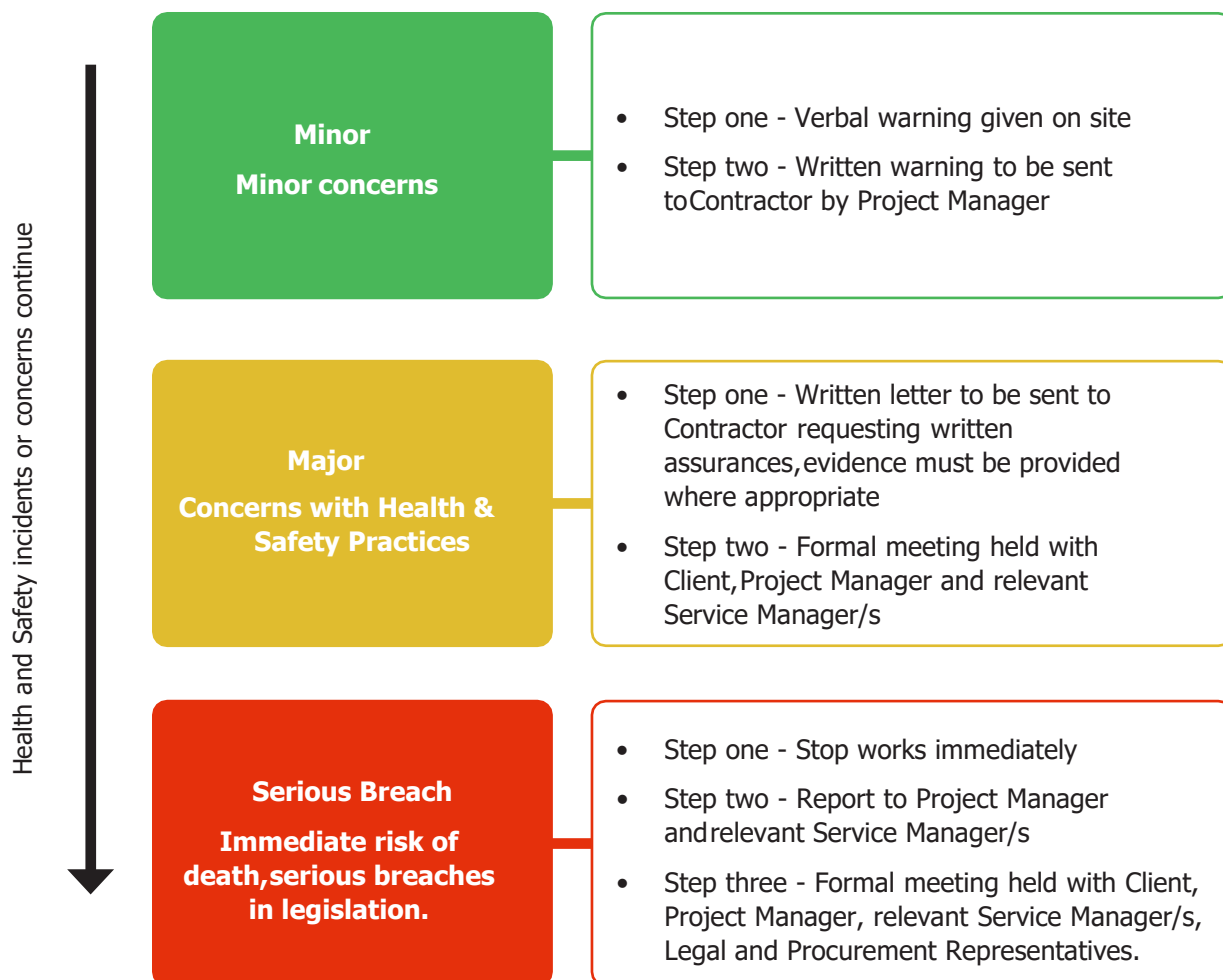 Health and Safety incidents or concerns continue
Minor
Minor concerns
• Step one - Verbal warning given on site
• Step two - Written warning to be sent
toContractor by Project Manager
Major
Concerns with Health &
Safety Practices
• Step one - Written letter to be sent to
Contractor requesting written
assurances,evidence must be provided
where appropriate
• Step two - Formal meeting held with
Client,Project Manager and relevant
Service Manager/s
Serious Breach
Immediate risk of
death,serious breaches
in legislation.
• Step one - Stop works immediately
• Step two - Report to Project Manager
andrelevant Service Manager/s
• Step three - Formal meeting held with Client,
Project Manager, relevant Service Manager/s,
Legal and Procurement Representatives.